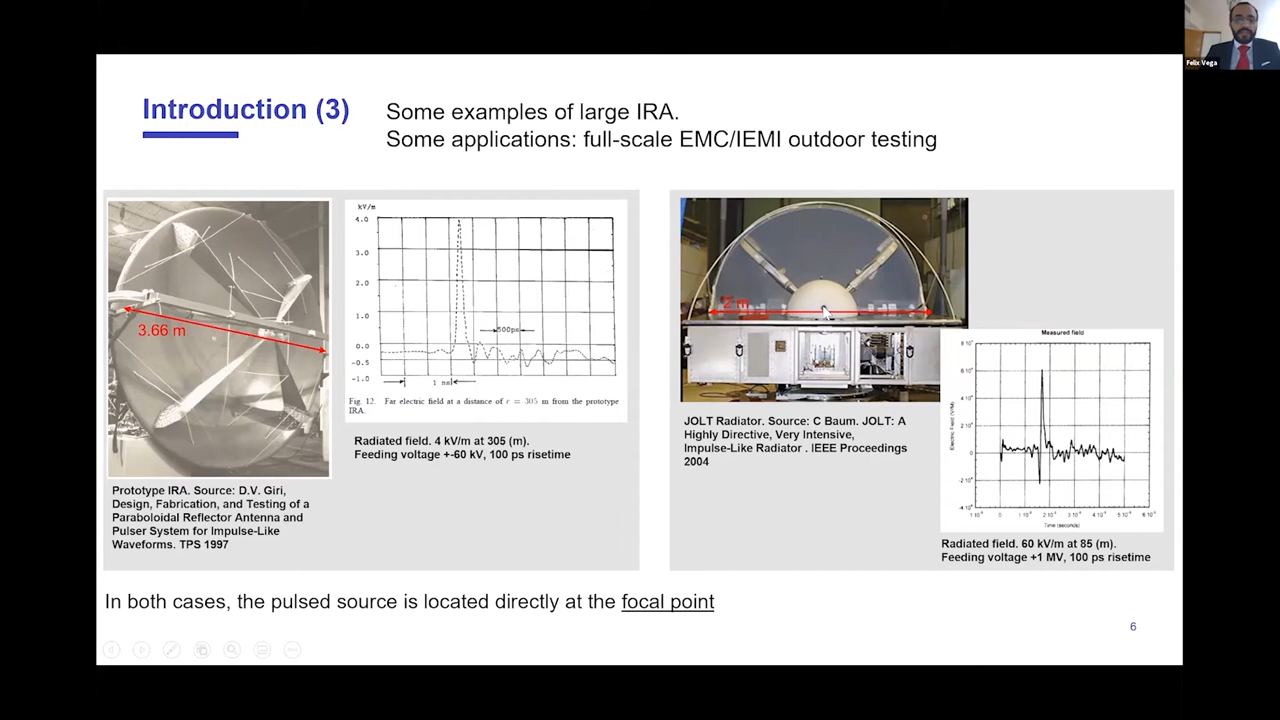 Felix Vega
Introduction (3)
Some examples of large IRA.
Some applications: full-scale EMC/IEMI outdoor testing
3.66 m
kV/m
4.0
3.0
2.0
1.0
0.0
-0.5
-1.0
500ps
1 ns
Fig. 12. Far electric field at a distance of r = 305 m from the prototype
IRA.
Radiated field. 4 kV/m at 305 (m).
Feeding voltage +-60 kV, 100 ps risetime
Prototype IRA. Source: D.V. Giri,
Design, Fabrication, and Testing of a
Paraboloidal Reflector Antenna and
Pulser System for Impulse-Like
Waveforms. TPS 1997
2 m
JOLT Radiator. Source: C Baum. JOLT: A
Highly Directive, Very Intensive,
Impulse-Like Radiator . IEEE Proceedings
2004
Measured field
Electric Field (V/M)
Time (seconds)
Radiated field. 60 kV/m at 85 (m).
Feeding voltage +1 MV, 100 ps risetime
In both cases, the pulsed source is located directly at the focal point
6